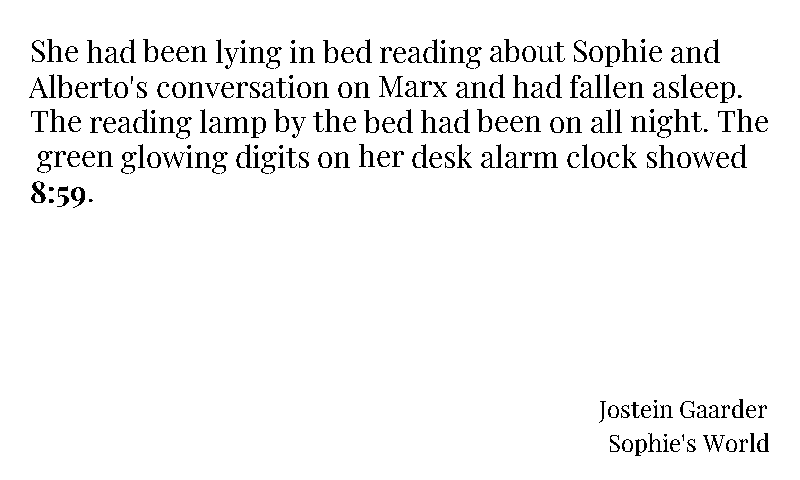 She had been lying in bed reading about Sophie and
Alberto's conversation on Marx and had fallen asleep.
The reading lamp by the bed had been on all night. The
green glowing digits on her desk alarm clock showed
8:59.
Jostein Gaarder
Sophie's World